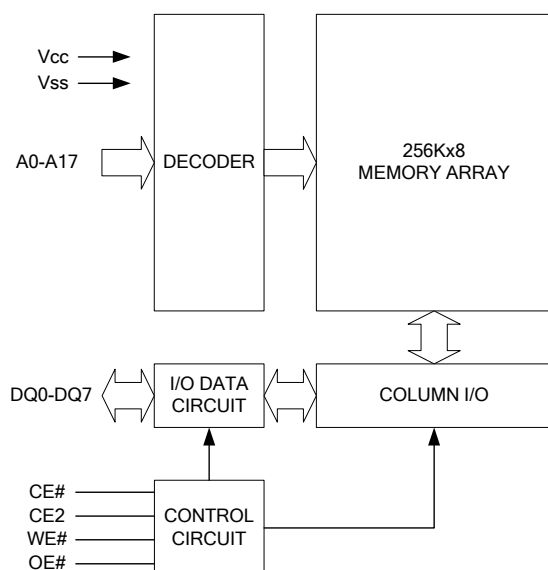 Vcc
Vss
A0-A17
DECODER
256Kx8
MEMORY ARRAY
DQ0-DQ7
I/O DATA
CIRCUIT
COLUMN I/O
CE#
CE2
WE#
OE#
CONTROL
CIRCUIT